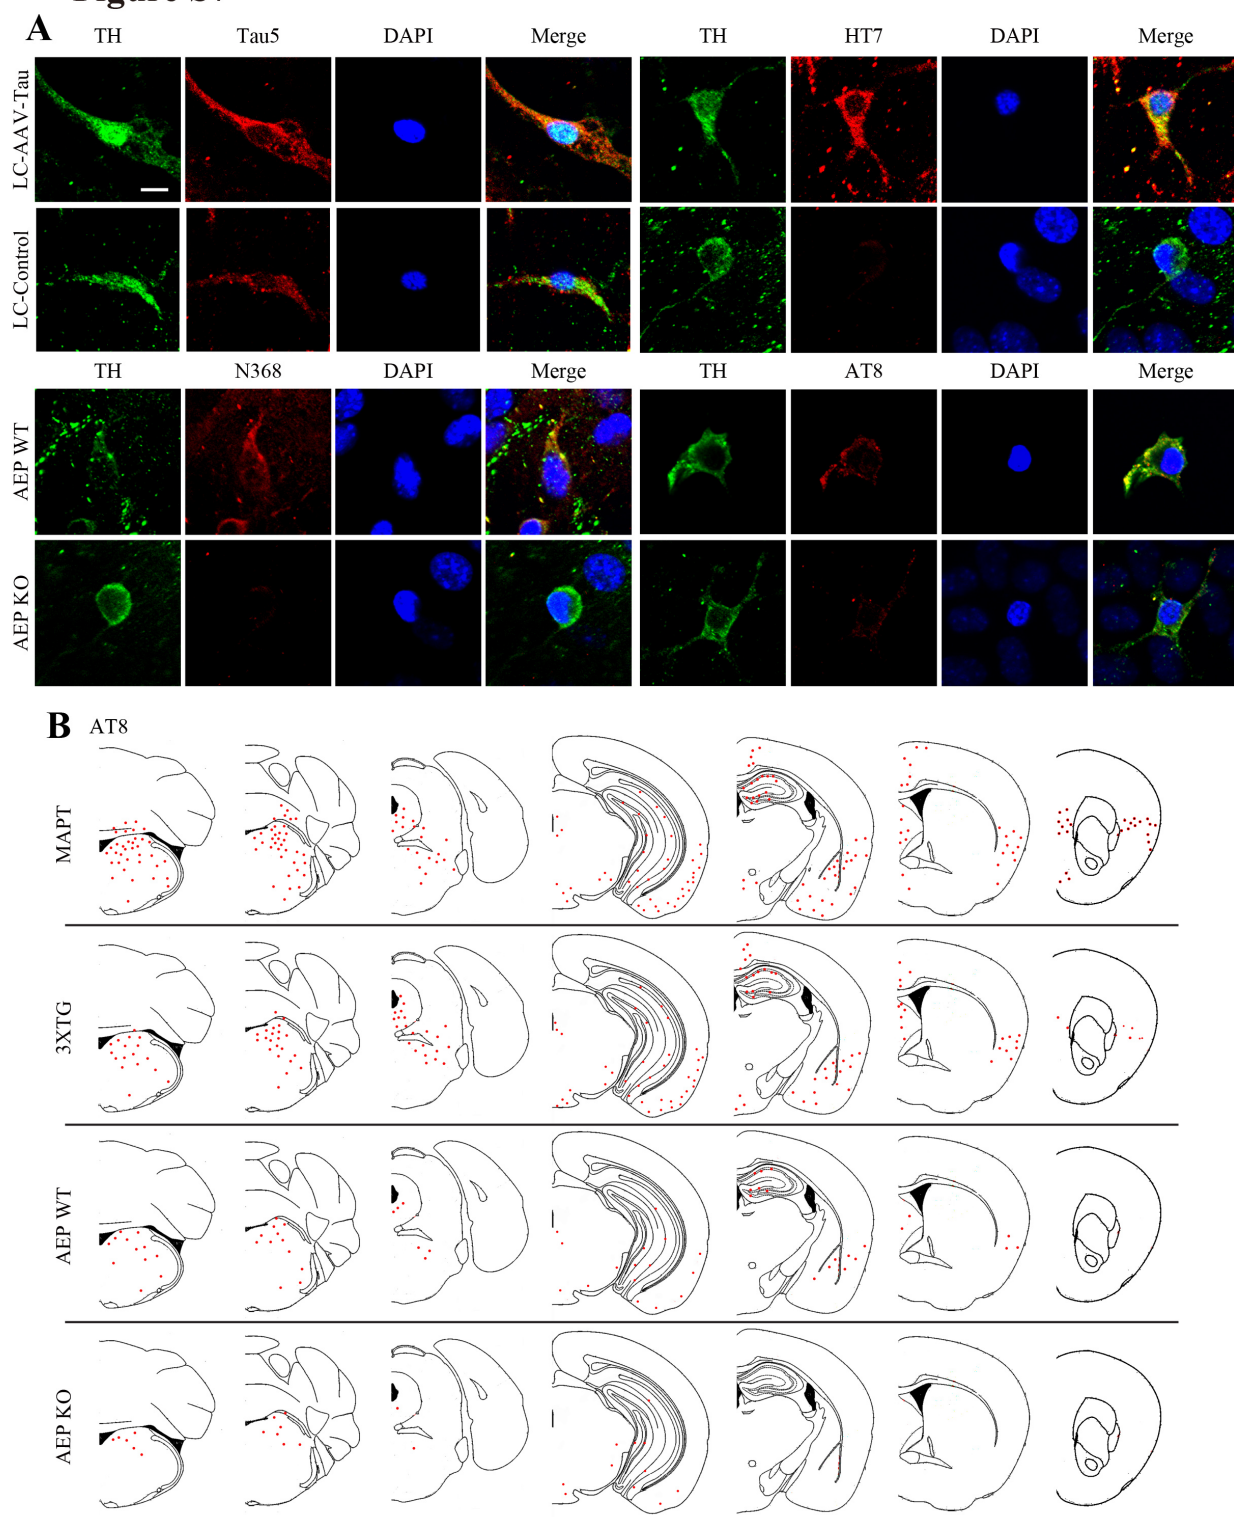 A
TH Tau5 DAPI Merge TH HT7 DAPI Merge
LC-AAV-Tau
LC-Control
TH N368 DAPI Merge TH AT8 DAPI Merge
AEP WT
AEP KO
B AT8
MAPT
3XTG
AEP WT
AEP KO